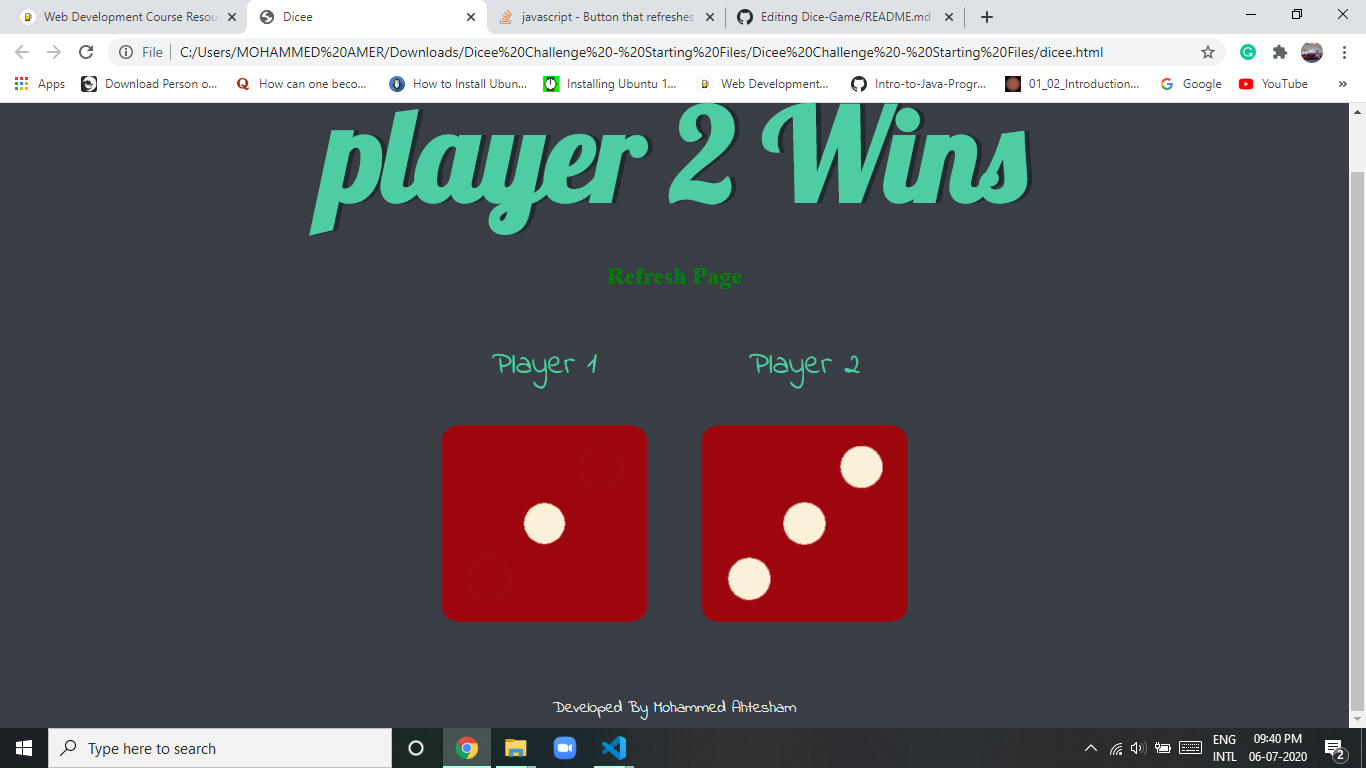 Web Development Course Resou
Dicee
javascript - Button that refreshes
Editing Dice-Game/README.md
File
C:/Users/MOHAMMED%20AMER/Downloads/Dicee%20Challenge%20-%20Starting%20Files/Dicee%20Challenge%20-%20Starting%20Files/dicee.html
Apps
Download Person o...
How can one beco...
How to Install Ubun...
Installing Ubuntu 1...
Web Development...
Intro-to-Java-Progr...
01_02_Introduction...
Google
YouTube
»
player 2 Wins
Refresh Page
Player 1
Player 2
Developed By Mohammed Ahtesham
Type here to search
ENG
INTL
09:40 PM
06-07-2020
2